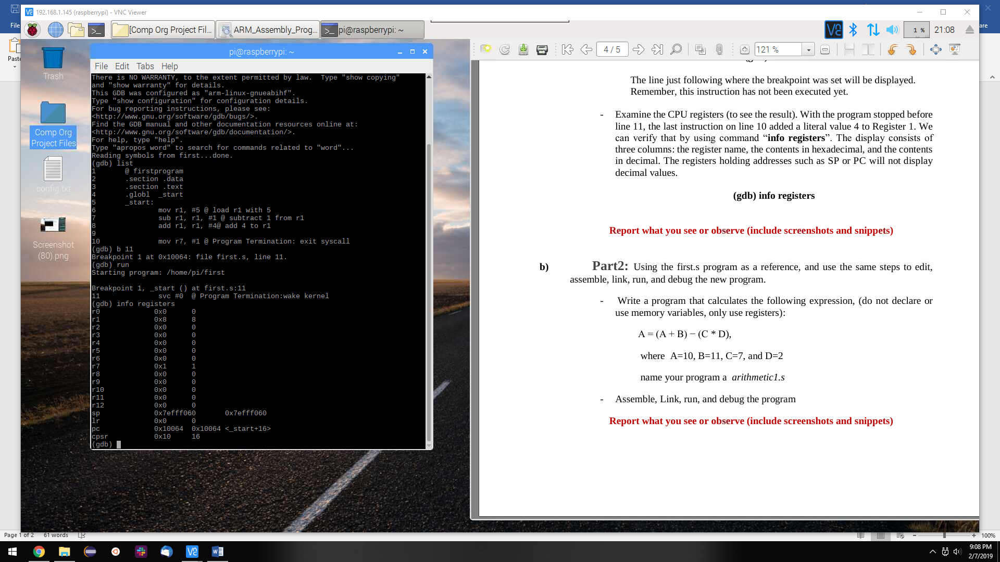 192.168.1.145 (raspberrypi) - VNC Viewer
File
are
Paste
[Comp Org Project Fil...
ARM_Assembly_Prog...
pi@raspberrypi: ~
1 %
21:08
Trash
Comp Org
Project Files
config.txt
Screenshot
(80).png
pi@raspberrypi: ~
File Edit Tabs Help
There is NO WARRANTY, to the extent permitted by law.  Type "show copying"
and "show warranty" for details.
This GDB was configured as "arm-linux-gnueabihf".
Type "show configuration" for configuration details.
For bug reporting instructions, please see:
<http://www.gnu.org/software/gdb/bugs/>.
Find the GDB manual and other documentation resources online at:
<http://www.gnu.org/software/gdb/documentation/>.
For help, type "help".
Type "apropos word" to search for commands related to "word"...
Reading symbols from first...done.
(gdb) list
1       @ firstprogram
2       .section .data
3       .section .text
4       .globl  _start
5       _start:
6               mov r1, #5 @ load r1 with 5
7               sub r1, r1, #1 @ subtract 1 from r1
8               add r1, r1, #4@ add 4 to r1
9
10              mov r7, #1 @ Program Termination: exit syscall
(gdb) b 11
Breakpoint 1 at 0x10064: file first.s, line 11.
(gdb) run
Starting program: /home/pi/first
Breakpoint 1, _start () at first.s:11
11              svc #0  @ Program Termination:wake kernel
(gdb) info registers
r0             0x0      0
r1             0x8      8
r2             0x0      0
r3             0x0      0
r4             0x0      0
r5             0x0      0
r6             0x0      0
r7             0x1      1
r8             0x0      0
r9             0x0      0
r10            0x0      0
r11            0x0      0
r12            0x0      0
sp             0x7efff060       0x7efff060
lr             0x0      0
pc             0x10064  0x10064 <_start+16>
cpsr           0x10     16
(gdb)
4 / 5
121 %
The line just following where the breakpoint was set will be displayed.
Remember, this instruction has not been executed yet.
- Examine the CPU registers (to see the result). With the program stopped before
line 11, the last instruction on line 10 added a literal value 4 to Register 1. We
can verify that by using command “info registers”. The display consists of
three columns: the register name, the contents in hexadecimal, and the contents
in decimal. The registers holding addresses such as SP or PC will not display
decimal values.
(gdb) info registers
Report what you see or observe (include screenshots and snippets)
b) Part2: Using the first.s program as a reference, and use the same steps to edit,
assemble, link, run, and debug the new program.
- Write a program that calculates the following expression, (do not declare or
use memory variables, only use registers):
A = (A + B) − (C * D),
where A=10, B=11, C=7, and D=2
name your program a arithmetic1.s
- Assemble, Link, run, and debug the program
Report what you see or observe (include screenshots and snippets)
Page 1 of 2 61 words
100%
9:08 PM
2/7/2019